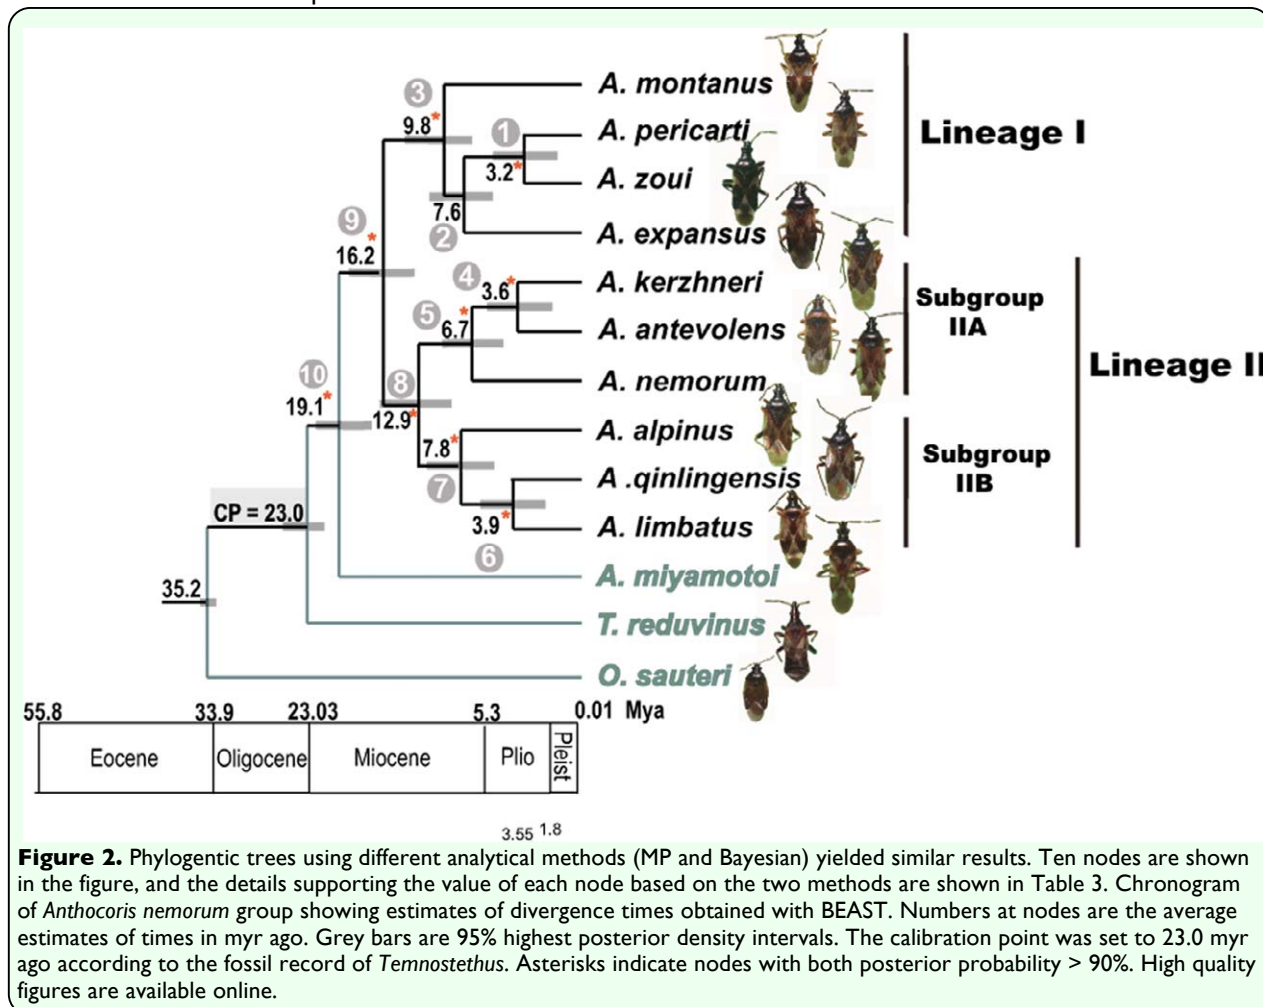 A. montanus
A. pericarti
A. zoui
A. expansus
A. kerzhneri
A. antevolens
A. nemorum
A. alpinus
A .qinlingensis
A. limbatus
A. miyamotoi
T. reduvinus
O. sauteri
Lineage I
Subgroup
IIA
Lineage II
Subgroup
IIB
3
9.8*
1
3.2*
7.6
2
9
16.2*
4
3.6*
5
6.7*
10
19.1*
8
12.9*
7.8*
7
3.9*
6
CP = 23.0
35.2
55.8 33.9 23.03 5.3 0.01 Mya
Eocene Oligocene Miocene Plio Pleist
3.55 1.8
Figure 2. Phylogentic trees using different analytical methods (MP and Bayesian) yielded similar results. Ten nodes are shown
in the figure, and the details supporting the value of each node based on the two methods are shown in Table 3. Chronogram
of Anthocoris nemorum group showing estimates of divergence times obtained with BEAST. Numbers at nodes are the average
estimates of times in myr ago. Grey bars are 95% highest posterior density intervals. The calibration point was set to 23.0 myr
ago according to the fossil record of Temnostethus. Asterisks indicate nodes with both posterior probability > 90%. High quality
figures are available online.